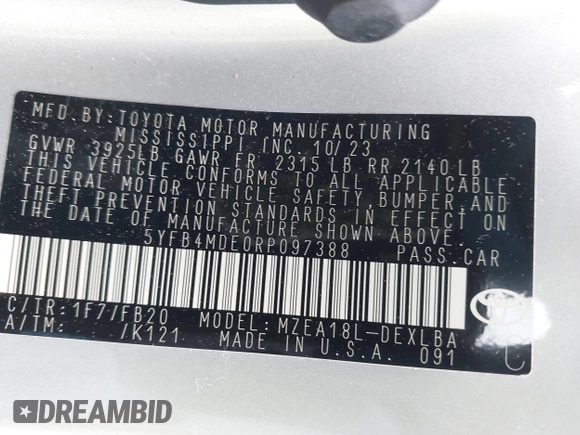 MFD.BY:TOYOTA MOTOR MANUFACTURING
MISSISSIPPI INC. 10/23
GVWR 3925LB GAWR FR 2315 LB RR 2140 LB
THIS VEHICLE CONFORMS TO ALL APPLICABLE
FEDERAL MOTOR VEHICLE SAFETY,BUMPER,AND
THEFT PREVENTION STANDARDS IN EFFECT ON
THE DATE OF MANUFACTURE SHOWN ABOVE.
5YFB4MDE0RP097388 PASS.CAR
C/TR:1F7/FB20 MODEL:MZEA18L-DEXLBA
A/TM: /K121 MADE IN U.S.A. 091
DREAMBID